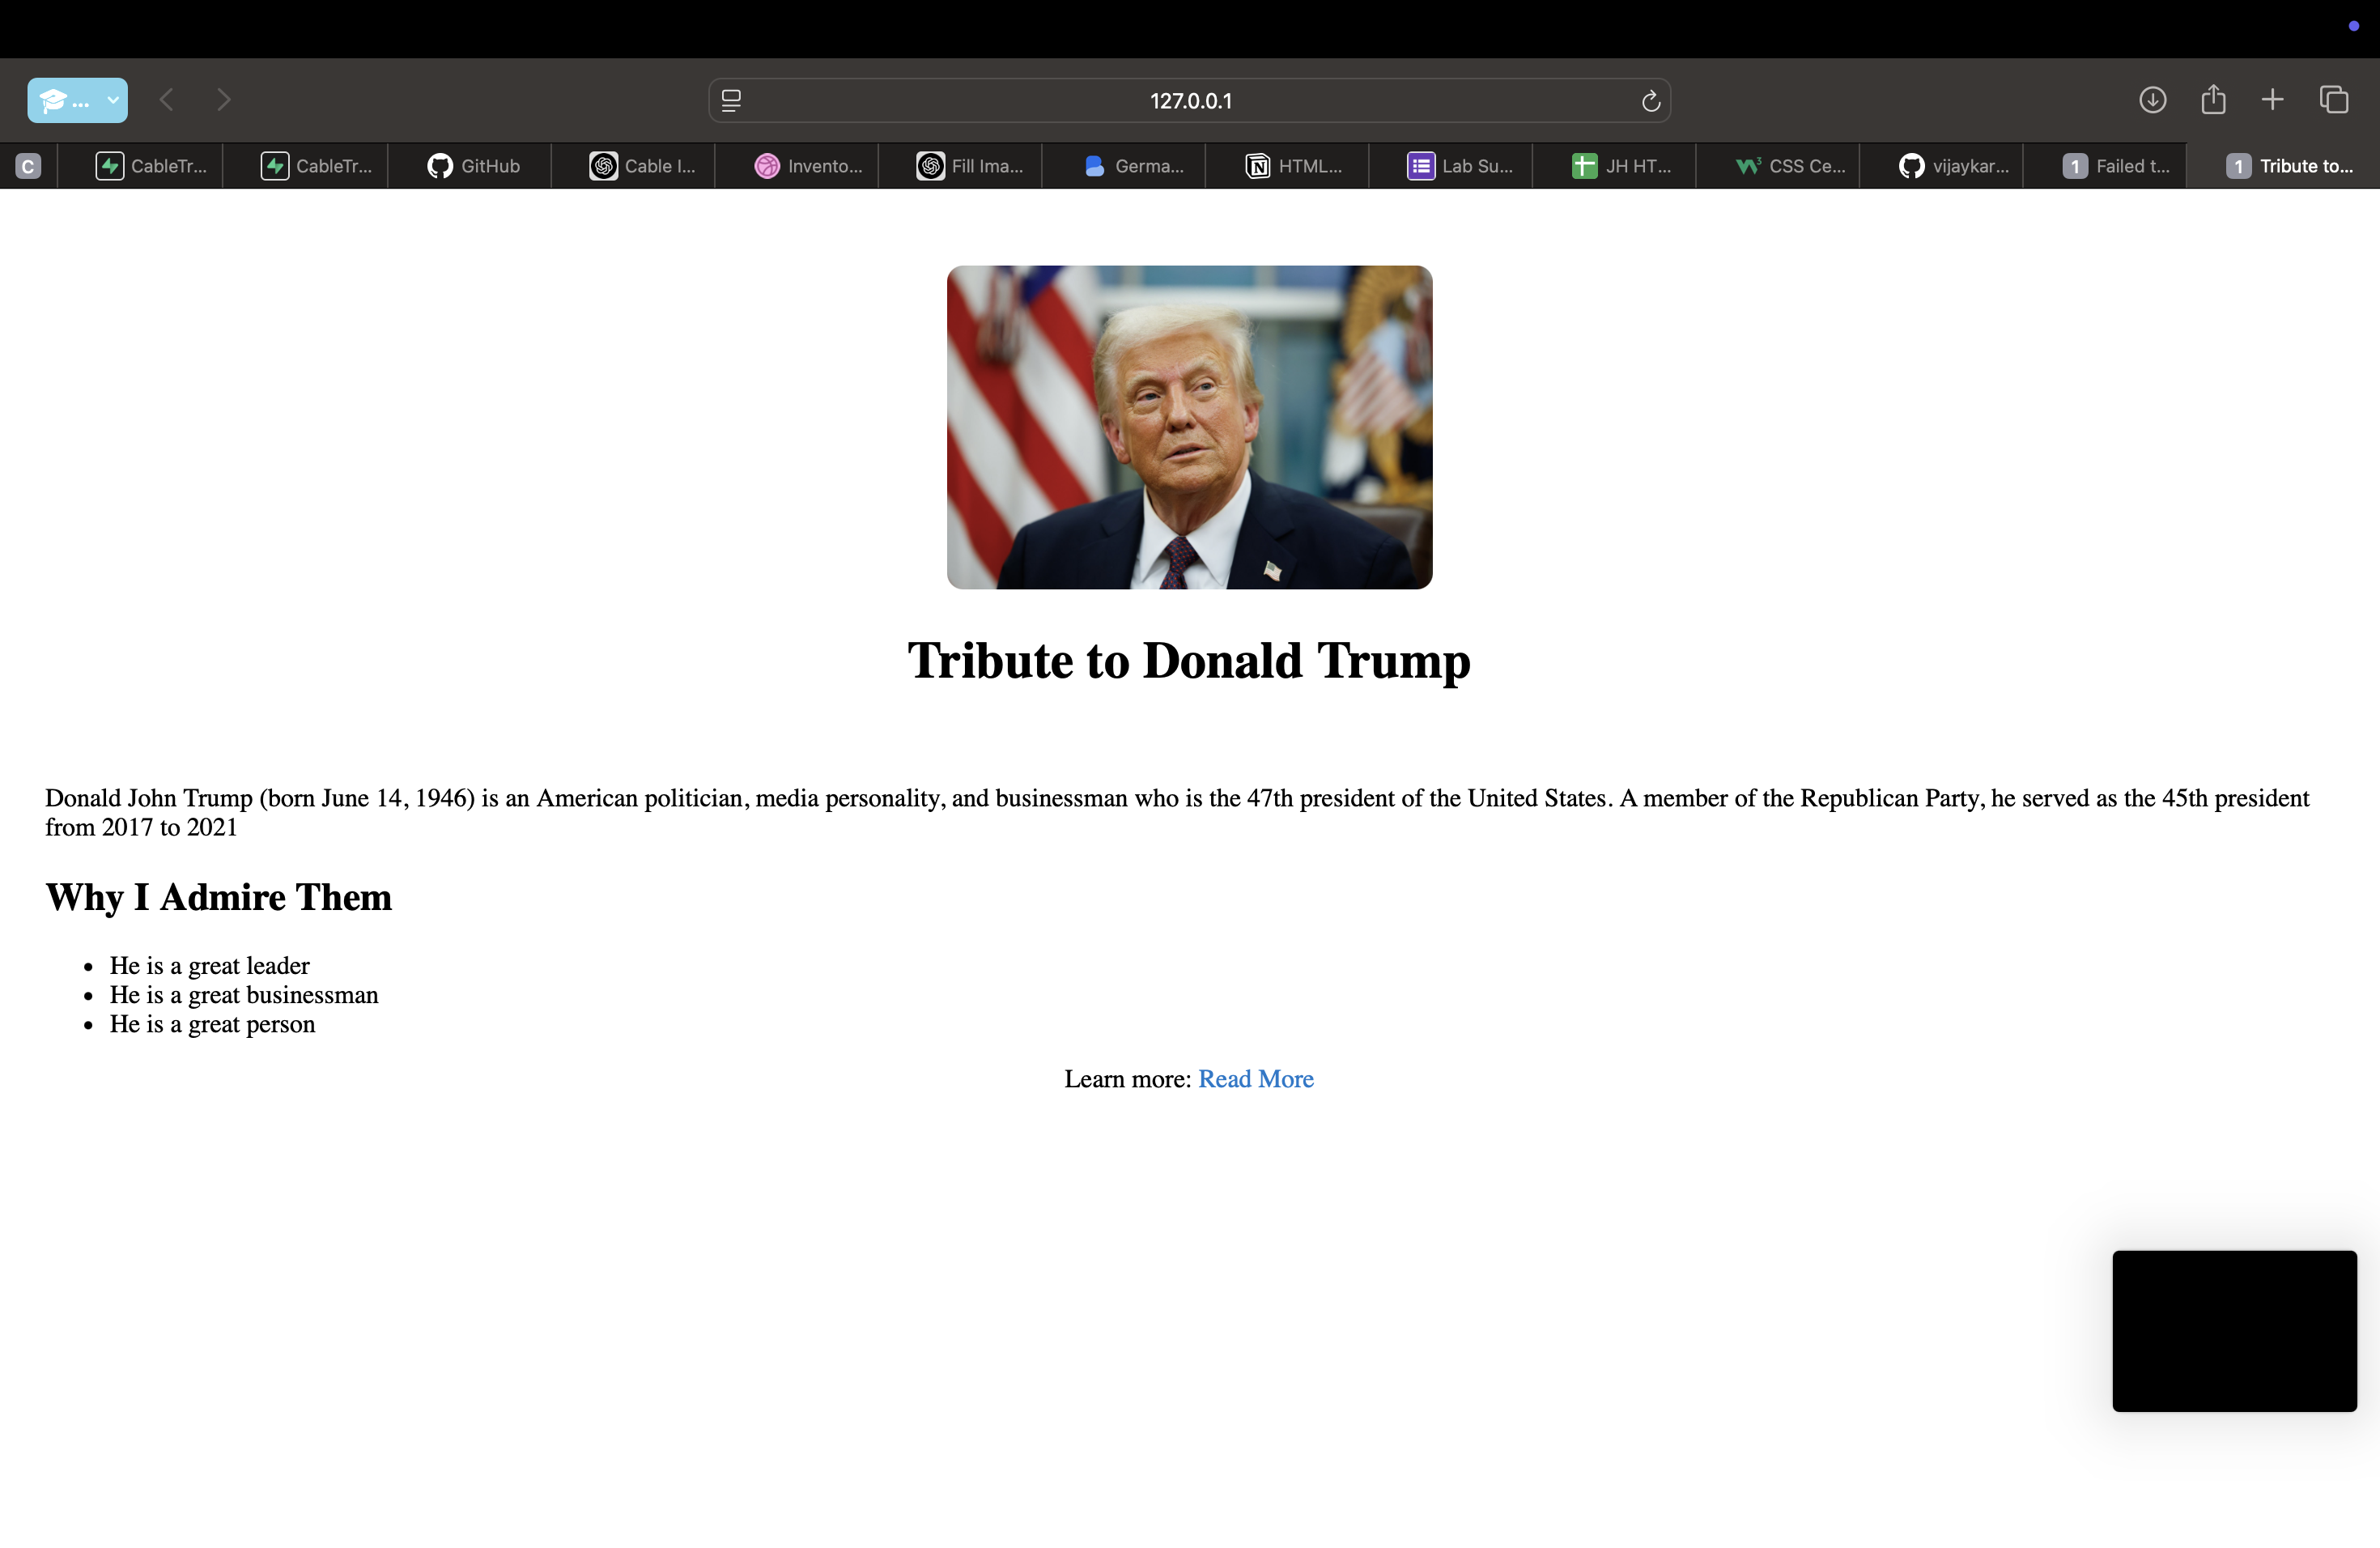 ...
127.0.0.1
C
CableTr...
CableTr...
GitHub
Cable I...
Invento...
Fill Ima...
Germa...
HTML...
Lab Su...
JH HT...
CSS Ce...
vijaykar...
1 Failed t...
1 Tribute to...
Tribute to Donald Trump
Donald John Trump (born June 14, 1946) is an American politician, media personality, and businessman who is the 47th president of the United States. A member of the Republican Party, he served as the 45th president
from 2017 to 2021
Why I Admire Them
• He is a great leader
• He is a great businessman
• He is a great person
Learn more: Read More